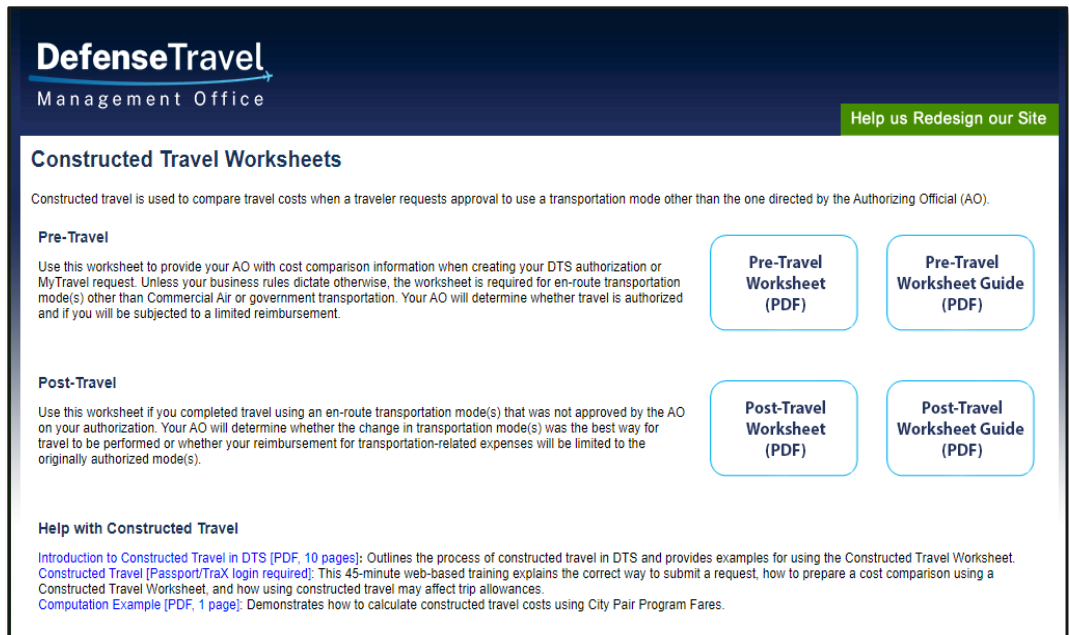 DefenseTravel
Management Office
Help us Redesign our Site
Constructed Travel Worksheets
Constructed travel is used to compare travel costs when a traveler requests approval to use a transportation mode other than the one directed by the Authorizing Official (AO).
Pre-Travel
Use this worksheet to provide your AO with cost comparison information when creating your DTS authorization or
MyTravel request. Unless your business rules dictate otherwise, the worksheet is required for en-route transportation
mode(s) other than Commercial Air or government transportation. Your AO will determine whether travel is authorized
and if you will be subjected to a limited reimbursement.
Pre-Travel
Worksheet
(PDF)
Pre-Travel
Worksheet Guide
(PDF)
Post-Travel
Use this worksheet if you completed travel using an en-route transportation mode(s) that was not approved by the AO
on your authorization. Your AO will determine whether the change in transportation mode(s) was the best way for
travel to be performed or whether your reimbursement for transportation-related expenses will be limited to the
originally authorized mode(s).
Post-Travel
Worksheet
(PDF)
Post-Travel
Worksheet Guide
(PDF)
Help with Constructed Travel
Introduction to Constructed Travel in DTS [PDF, 10 pages]: Outlines the process of constructed travel in DTS and provides examples for using the Constructed Travel Worksheet.
Constructed Travel [Passport/TraX login required]: This 45-minute web-based training explains the correct way to submit a request, how to prepare a cost comparison using a
Constructed Travel Worksheet, and how using constructed travel may affect trip allowances.
Computation Example [PDF, 1 page]: Demonstrates how to calculate constructed travel costs using City Pair Program Fares.